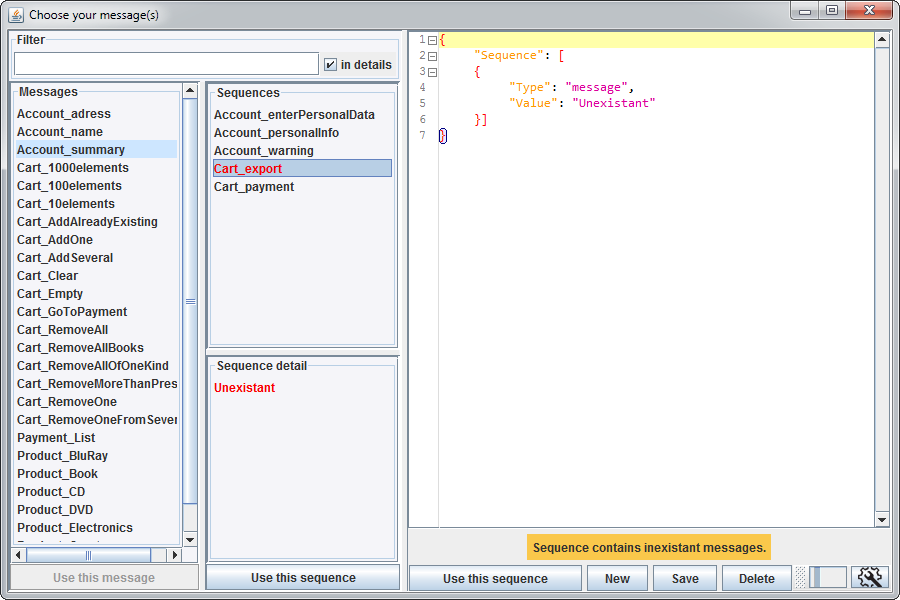 Choose your message(s)
Filter
in details
Messages
Account_adress
Account_name
Account_summary
Cart_1000elements
Cart_100elements
Cart_10elements
Cart_AddAlreadyExisting
Cart_AddOne
Cart_AddSeveral
Cart_Clear
Cart_Empty
Cart_GoToPayment
Cart_RemoveAll
Cart_RemoveAllBooks
Cart_RemoveAllOfOneKind
Cart_RemoveMoreThanPres
Cart_RemoveOne
Cart_RemoveOneFromSever
Payment_List
Product_BluRay
Product_Book
Product_CD
Product_DVD
Product_Electronics
Use this message
Sequences
Account_enterPersonalData
Account_personalInfo
Account_warning
Cart_export
Cart_payment
Sequence detail
Unexistant
Use this sequence
1 {
2 "Sequence": [
3 {
4 "Type": "message",
5 "Value": "Unexistant"
6 }]
7 }
Sequence contains inexistant messages.
Use this sequence
New
Save
Delete